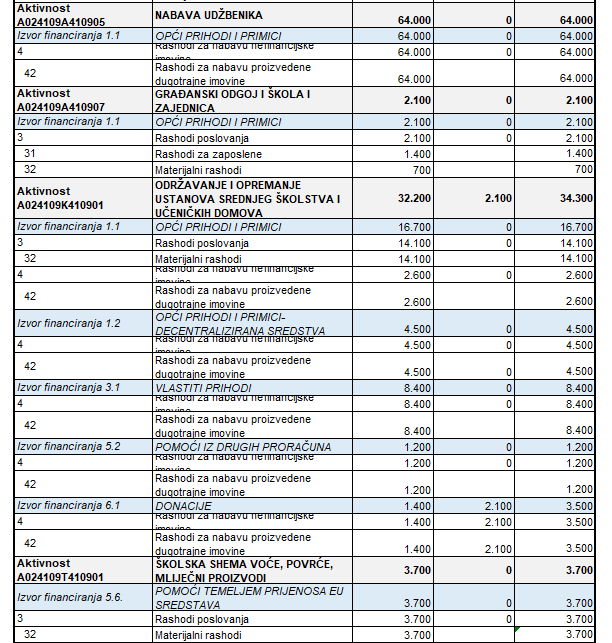 Aktivnost
A024109A410905 NABAVA UDŽBENIKA 64.000 0 64.000
Izvor financiranja 1.1 OPĆI PRIHODI I PRIMICI 64.000 0 64.000
4 Rashodi za nabavu nefinancijske imovine 64.000 0 64.000
42 Rashodi za nabavu proizvedene
dugotrajne imovine 64.000 64.000
Aktivnost GRAĐANSKI ODGOJ I ŠKOLA I
A024109A410907 ZAJEDNICA 2.100 0 2.100
Izvor financiranja 1.1 OPĆI PRIHODI I PRIMICI 2.100 0 2.100
3 Rashodi poslovanja 2.100 0 2.100
31 Rashodi za zaposlene 1.400 1.400
32 Materijalni rashodi 700 700
Aktivnost ODRŽAVANJE I OPREMANJE
A024109K410901 USTANOVA SREDNJEG ŠKOLSTVA I
UČENIČKIH DOMOVA 32.200 2.100 34.300
Izvor financiranja 1.1 OPĆI PRIHODI I PRIMICI 16.700 0 16.700
3 Rashodi poslovanja 14.100 0 14.100
32 Materijalni rashodi 14.100 14.100
4 Rashodi za nabavu nefinancijske imovine 2.600 0 2.600
42 Rashodi za nabavu proizvedene
dugotrajne imovine 2.600 2.600
Izvor financiranja 1.2 OPĆI PRIHODI I PRIMICI-
DECENTRALIZIRANA SREDSTVA 4.500 0 4.500
4 Rashodi za nabavu nefinancijske imovine 4.500 0 4.500
42 Rashodi za nabavu proizvedene
dugotrajne imovine 4.500 0 4.500
Izvor financiranja 3.1 VLASTITI PRIHODI 8.400 0 8.400
4 Rashodi za nabavu nefinancijske imovine 8.400 0 8.400
42 Rashodi za nabavu proizvedene
dugotrajne imovine 8.400 8.400
Izvor financiranja 5.2 POMOĆI IZ DRUGIH PRORAČUNA 1.200 0 1.200
4 Rashodi za nabavu nefinancijske imovine 1.200 0 1.200
42 Rashodi za nabavu proizvedene
dugotrajne imovine 1.200 1.200
Izvor financiranja 6.1 DONACIJE 1.400 2.100 3.500
4 Rashodi za nabavu nefinancijske imovine 1.400 2.100 3.500
42 Rashodi za nabavu proizvedene
dugotrajne imovine 1.400 2.100 3.500
Aktivnost ŠKOLSKA SHEMA VOĆE, POVRĆE,
A024109T410901 MLIJEČNI PROIZVODI 3.700 0 3.700
Izvor financiranja 5.6. POMOĆI TEMELJEM PRIJENOSA EU
SREDSTAVA 3.700 0 3.700
3 Rashodi poslovanja 3.700 0 3.700
32 Materijalni rashodi 3.700 3.700